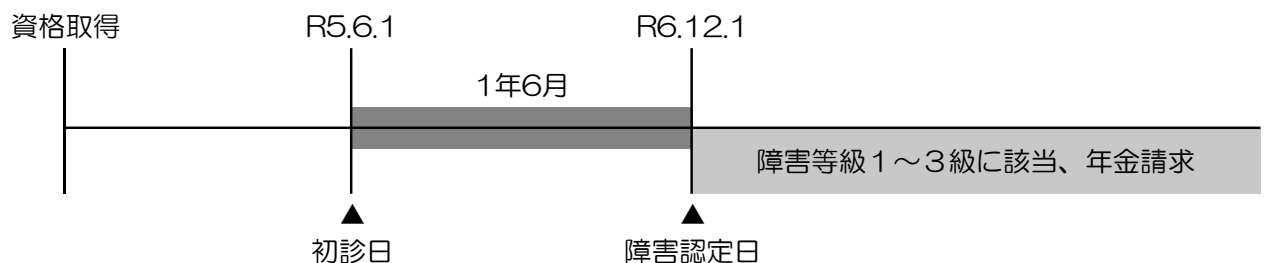 資格取得 R5.6.1 R6.12.1
1年6月
障害等級1～3級に該当、年金請求
▲ ▲
初診日 障害認定日